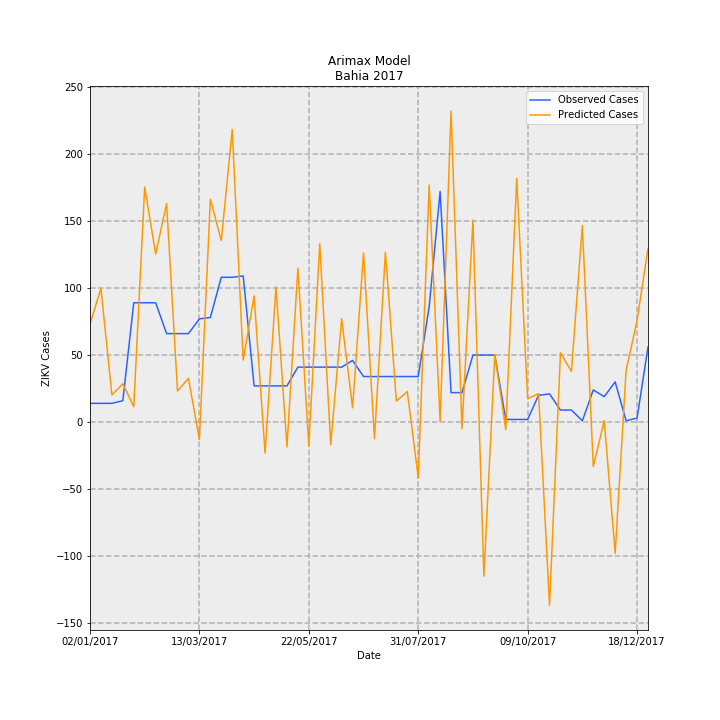 Arimax Model
Bahia 2017
Observed Cases
Predicted Cases
250
200
150
100
50
0
−50
−100
−150
ZIKV Cases
02/01/2017 13/03/2017 22/05/2017 31/07/2017 09/10/2017 18/12/2017
Date